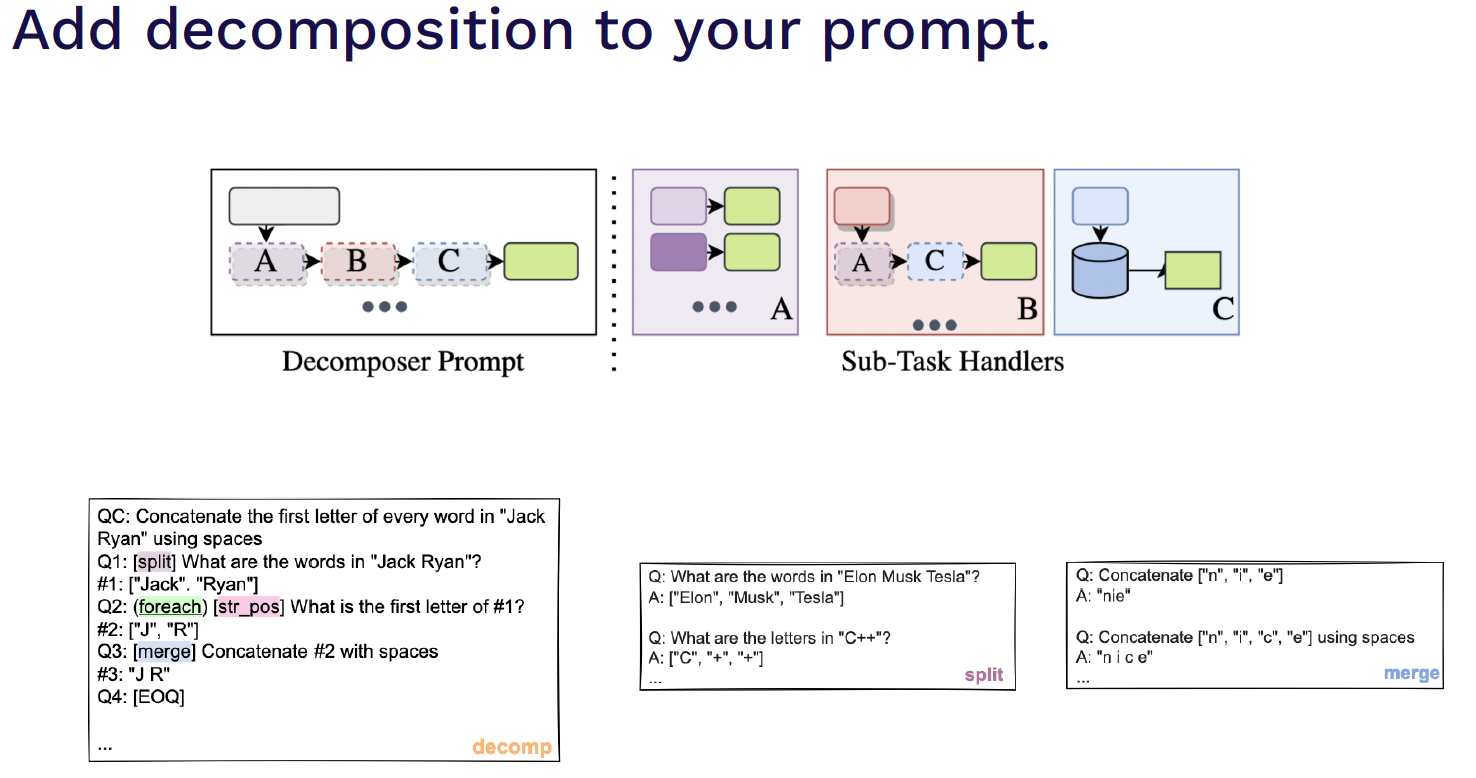 Add decomposition to your prompt.
A
B
C
Decomposer Prompt
A
A
C
B
C
Sub-Task Handlers
QC: Concatenate the first letter of every word in "Jack
Ryan" using spaces
Q1: [split] What are the words in "Jack Ryan"?
#1: ["Jack". "Ryan"]
Q2: (foreach) [str_pos] What is the first letter of #1?
#2: ["J", "R"]
Q3: [merge] Concatenate #2 with spaces
#3: "J R"
Q4: [EOQ]
...
decomp
Q: What are the words in "Elon Musk Tesla"?
A: ["Elon", "Musk", "Tesla"]
Q: What are the letters in "C++"?
A: ["C", "+", "+"]
...
split
Q: Concatenate ["n", "i", "e"]
A: "nie"
Q: Concatenate ["n", "i", "c", "e"] using spaces
A: "n i c e"
...
merge